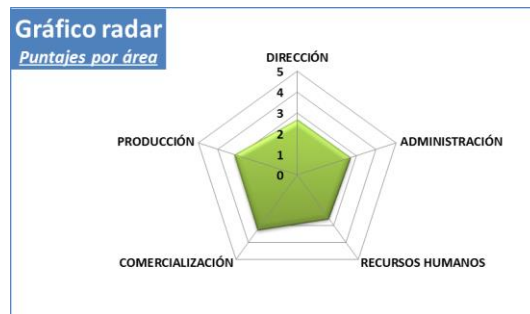 Gráfico radar
Puntajes por área
DIRECCIÓN
5
4
3
2
1
0
PRODUCCIÓN
ADMINISTRACIÓN
COMERCIALIZACIÓN
RECURSOS HUMANOS